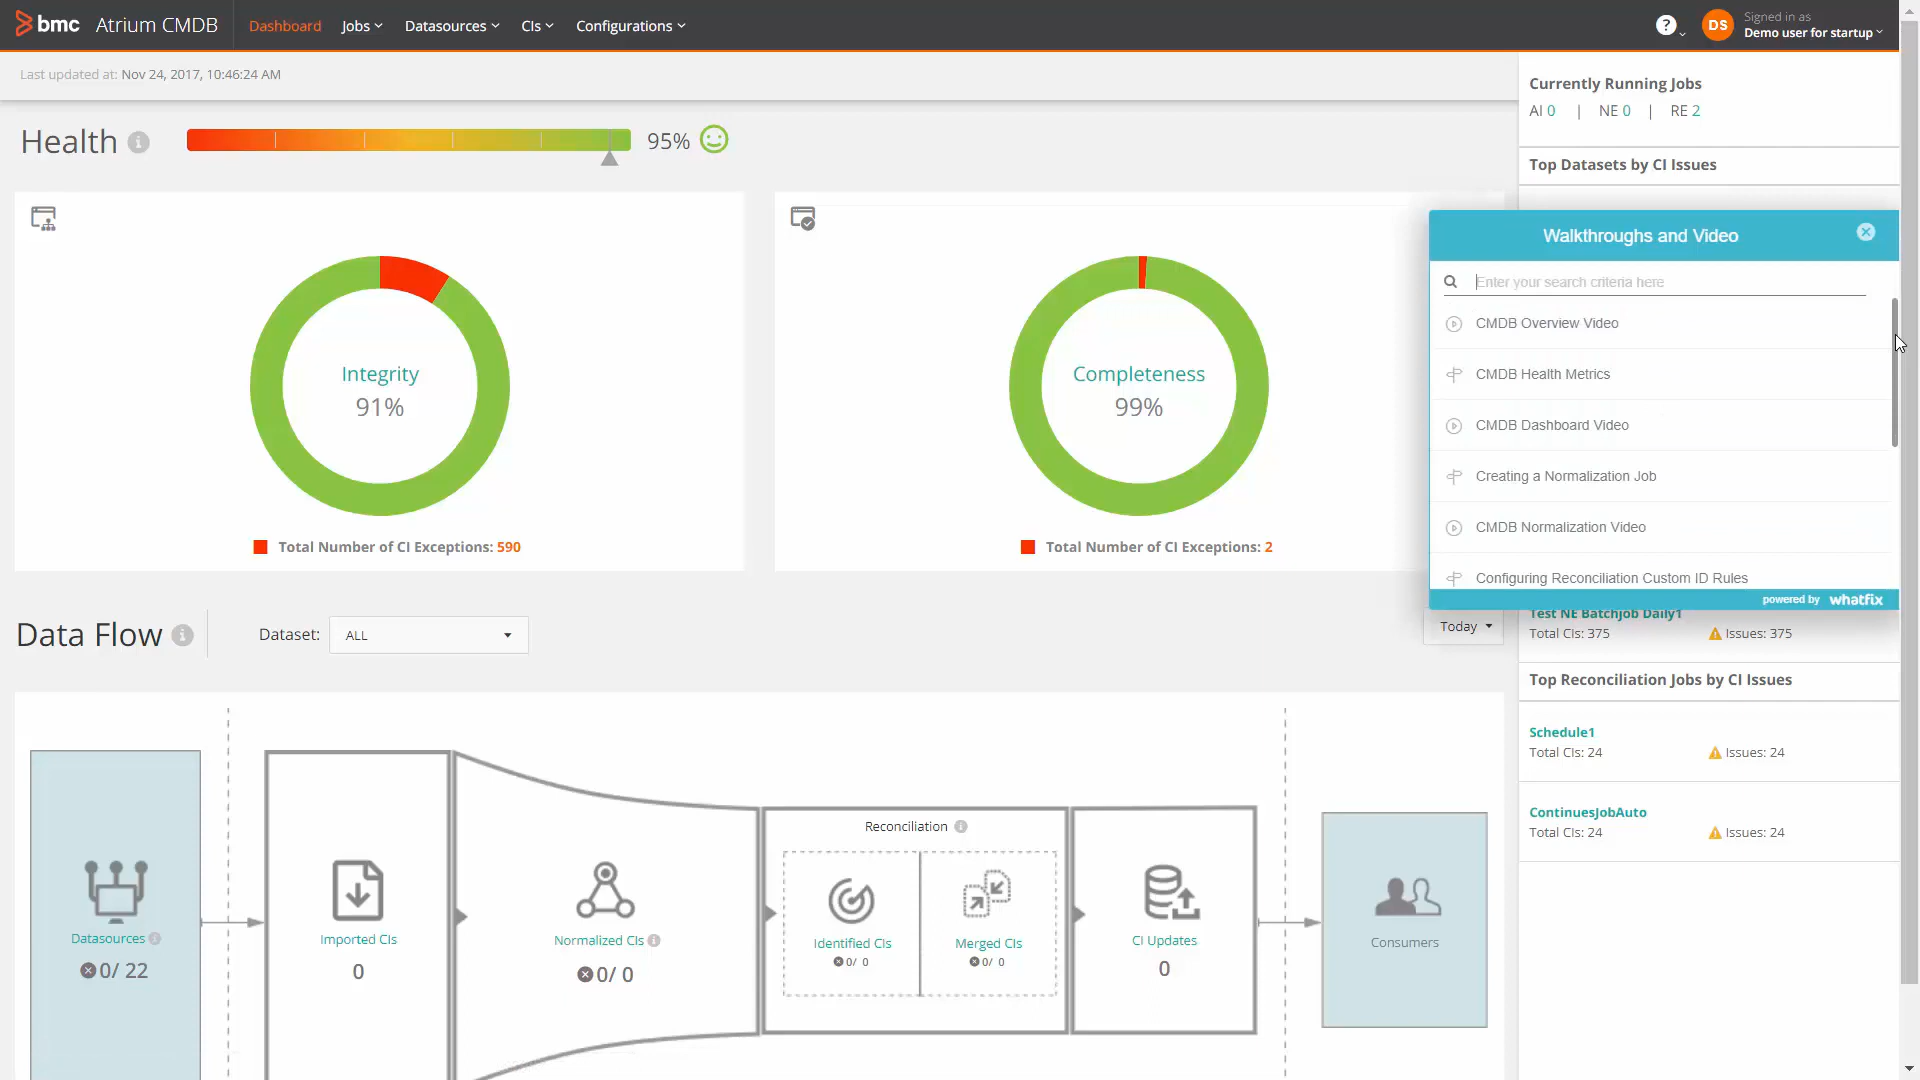 bmc Atrium CMDB Dashboard Jobs Datasources CIs Configurations ? DS Signed in as
Demo user for startup
Last updated at: Nov 24, 2017, 10:46:24 AM
Currently Running Jobs
AI 0 | NE 0 | RE 2
Health 95%
Top Datasets by CI Issues
Walkthroughs and Video
Enter your search criteria here
CMDB Overview Video
CMDB Health Metrics
CMDB Dashboard Video
Creating a Normalization Job
CMDB Normalization Video
Configuring Reconciliation Custom ID Rules
powered by whatfix
Integrity
91%
Total Number of CI Exceptions: 590
Completeness
99%
Total Number of CI Exceptions: 2
Test NE Batchjob Daily1
Total CIs: 375 Issues: 375
Data Flow Dataset: ALL Today
Top Reconciliation Jobs by CI Issues
Schedule1
Total CIs: 24 Issues: 24
ContinuesJobAuto
Total CIs: 24 Issues: 24
Datasources
0/ 22
Imported CIs
0
Normalized CIs
0/ 0
Reconciliation
Identified CIs
0/ 0
Merged CIs
0/ 0
CI Updates
0
Consumers